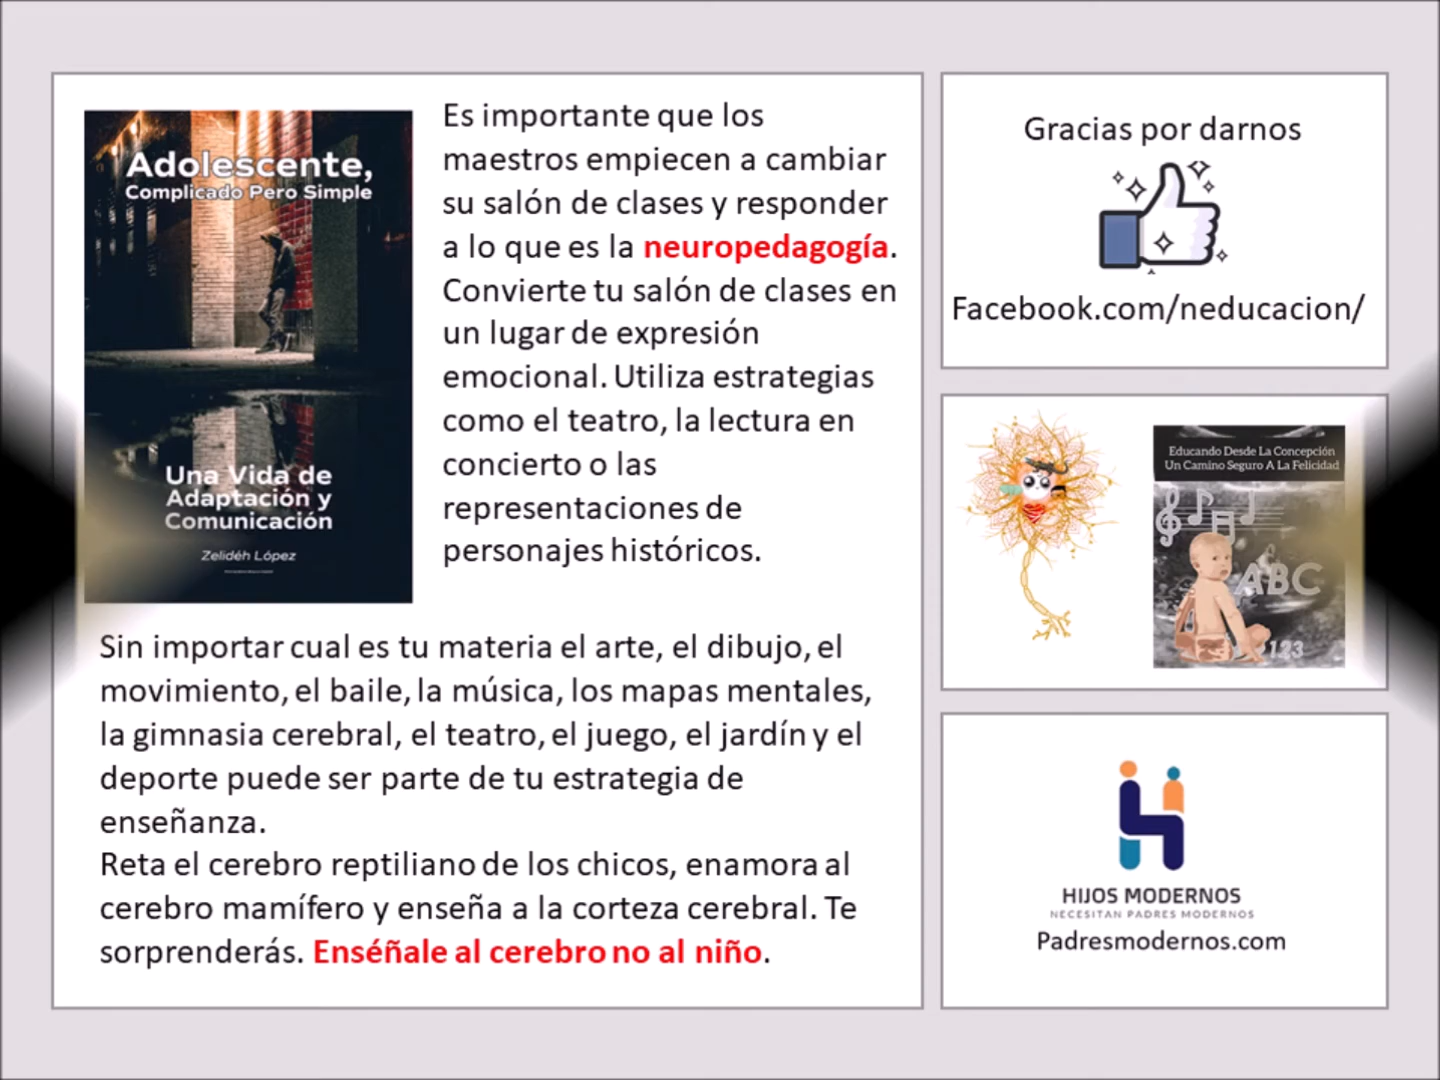 Adolescente,
Complicado Pero Simple
Una Vida de
Adaptación y
Comunicación
Zelidéh López
Es importante que los
maestros empiecen a cambiar
su salón de clases y responder
a lo que es la neuropedagogía.
Convierte tu salón de clases en
un lugar de expresión
emocional. Utiliza estrategias
como el teatro, la lectura en
concierto o las
representaciones de
personajes históricos.
Sin importar cual es tu materia el arte, el dibujo, el
movimiento, el baile, la música, los mapas mentales,
la gimnasia cerebral, el teatro, el juego, el jardín y el
deporte puede ser parte de tu estrategia de
enseñanza.
Reta el cerebro reptiliano de los chicos, enamora al
cerebro mamífero y enseña a la corteza cerebral. Te
sorprenderás. Enséñale al cerebro no al niño.
Gracias por darnos
Facebook.com/neducacion/
Educando Desde La Concepción
Un Camino Seguro A La Felicidad
ABC
123
HIJOS MODERNOS
NECESITAN PADRES MODERNOS
Padresmodernos.com